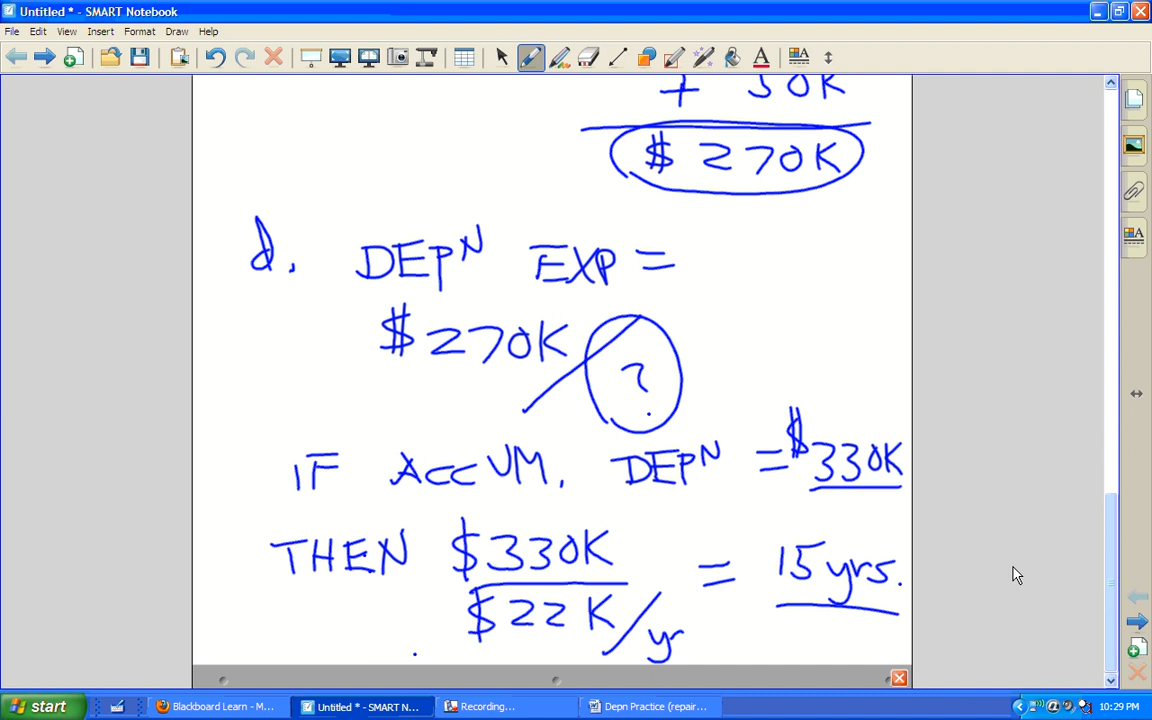 Untitled * - SMART Notebook
File Edit View Insert Format Draw Help
+ 30K
$ 270K
d. DEPN EXP =
$270K / ?
IF ACCUM. DEPN = $330K
THEN $330K = 15 yrs.
$22K/yr
start
Blackboard Learn - M...
Untitled * - SMART N...
Recording...
Depn Practice (repair...
10:29 PM